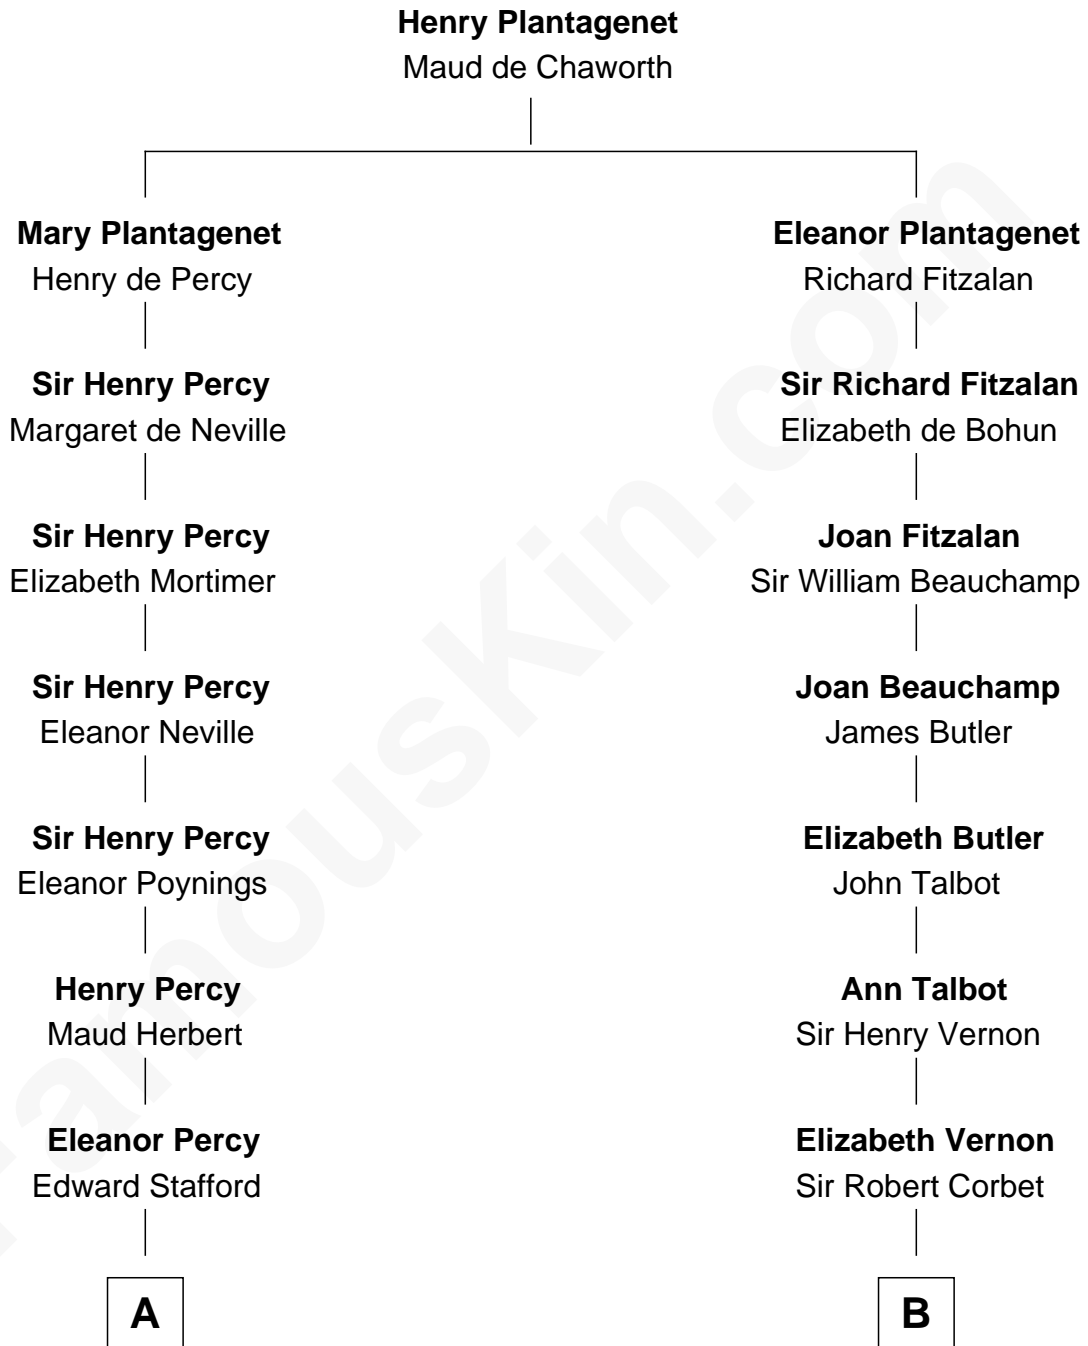 Henry Plantagenet
Maud de Chaworth
Mary Plantagenet
Henry de Percy
Sir Henry Percy
Margaret de Neville
Sir Henry Percy
Elizabeth Mortimer
Sir Henry Percy
Eleanor Neville
Sir Henry Percy
Eleanor Poynings
Henry Percy
Maud Herbert
Eleanor Percy
Edward Stafford
A
Eleanor Plantagenet
Richard Fitzalan
Sir Richard Fitzalan
Elizabeth de Bohun
Joan Fitzalan
Sir William Beauchamp
Joan Beauchamp
James Butler
Elizabeth Butler
John Talbot
Ann Talbot
Sir Henry Vernon
Elizabeth Vernon
Sir Robert Corbet
B
FamousKin.com